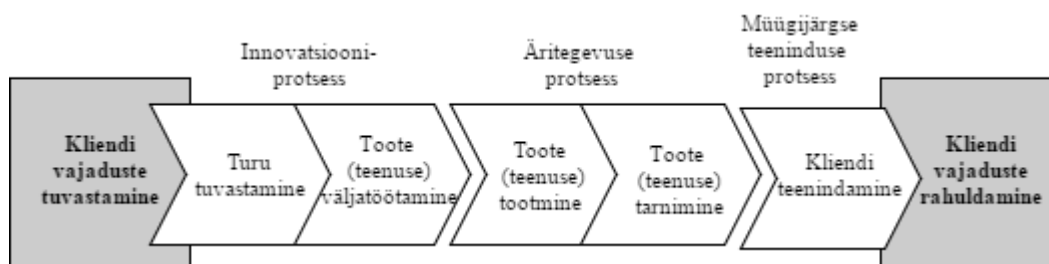 Innovatsiooni-
protsess
Äritegevuse
protsess
Müügijärgse
teeninduse
protsess
Kliendi
vajaduste
tuvastamine
Turu
tuvastamine
Toote
(teenuse)
väljatöötamine
Toote
(teenuse)
tootmine
Toote
(teenuse)
tarnimine
Kliendi
teenindamine
Kliendi
vajaduste
rahuldamine